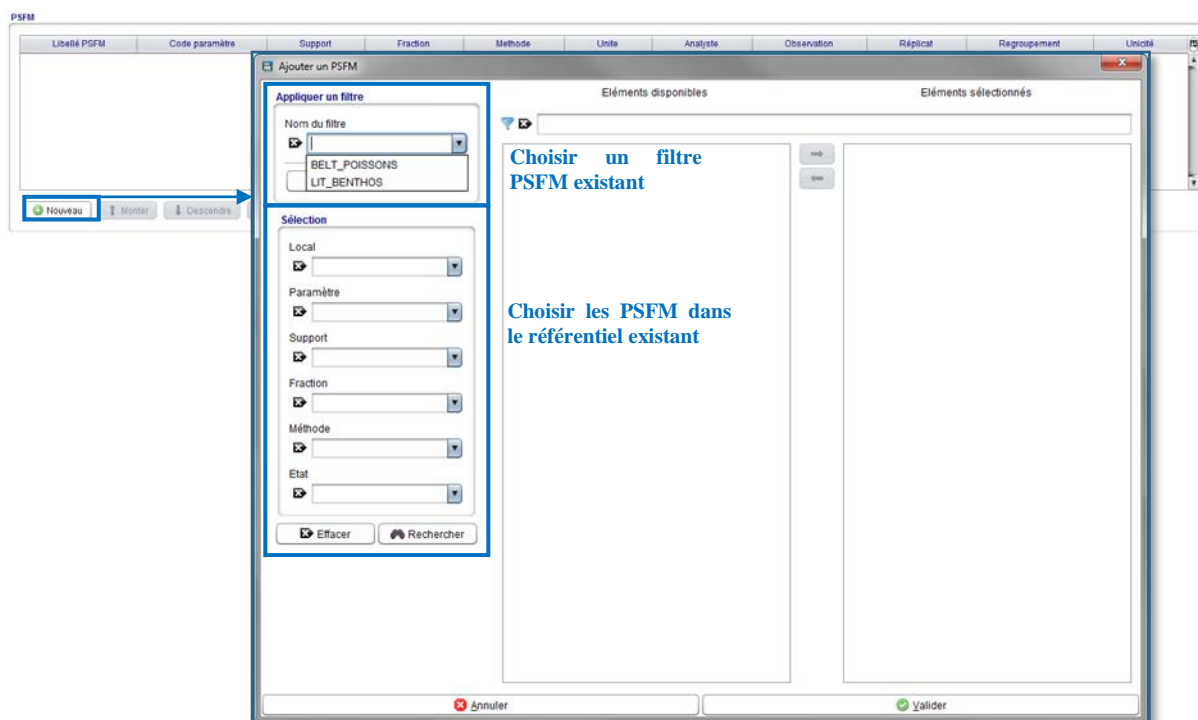 PSFM
Libellé PSFM Code paramètre Support Fraction Methode Unite Analyste Observation Réplicat Regroupement Unicité
Ajouter un PSFM
Appliquer un filtre
Eléments disponibles
Eléments sélectionnés
Nom du filtre
BELT_POISSONS
LIT_BENTHOS
Choisir un filtre
PSFM existant
Nouveau Monter Descendre
Sélection
Local
Paramètre
Support
Fraction
Méthode
Etat
Choisir les PSFM dans
le référentiel existant
Effacer Rechercher
Annuler Valider